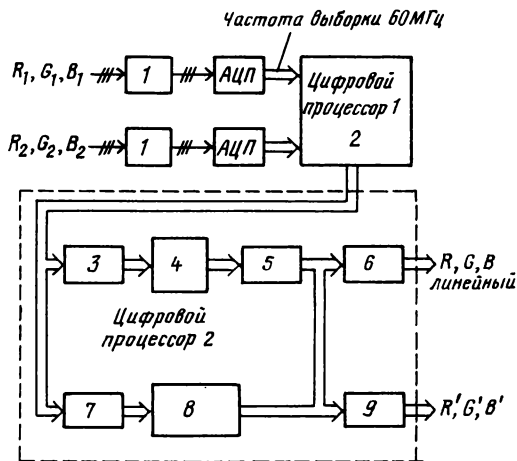 Частота выборки 60МГц
R₁, G₁, B₁
1
АЦП
Цифровой
процессор 1
2
R₂, G₂, B₂
1
АЦП
3
4
5
6
R, G, B
линейный
Цифровой
процессор 2
7
8
9
R', G', B'